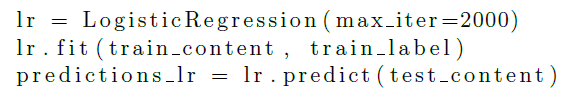 lr = LogisticRegression(max_iter=2000)
lr.fit(train_content, train_label)
predictions_lr = lr.predict(test_content)